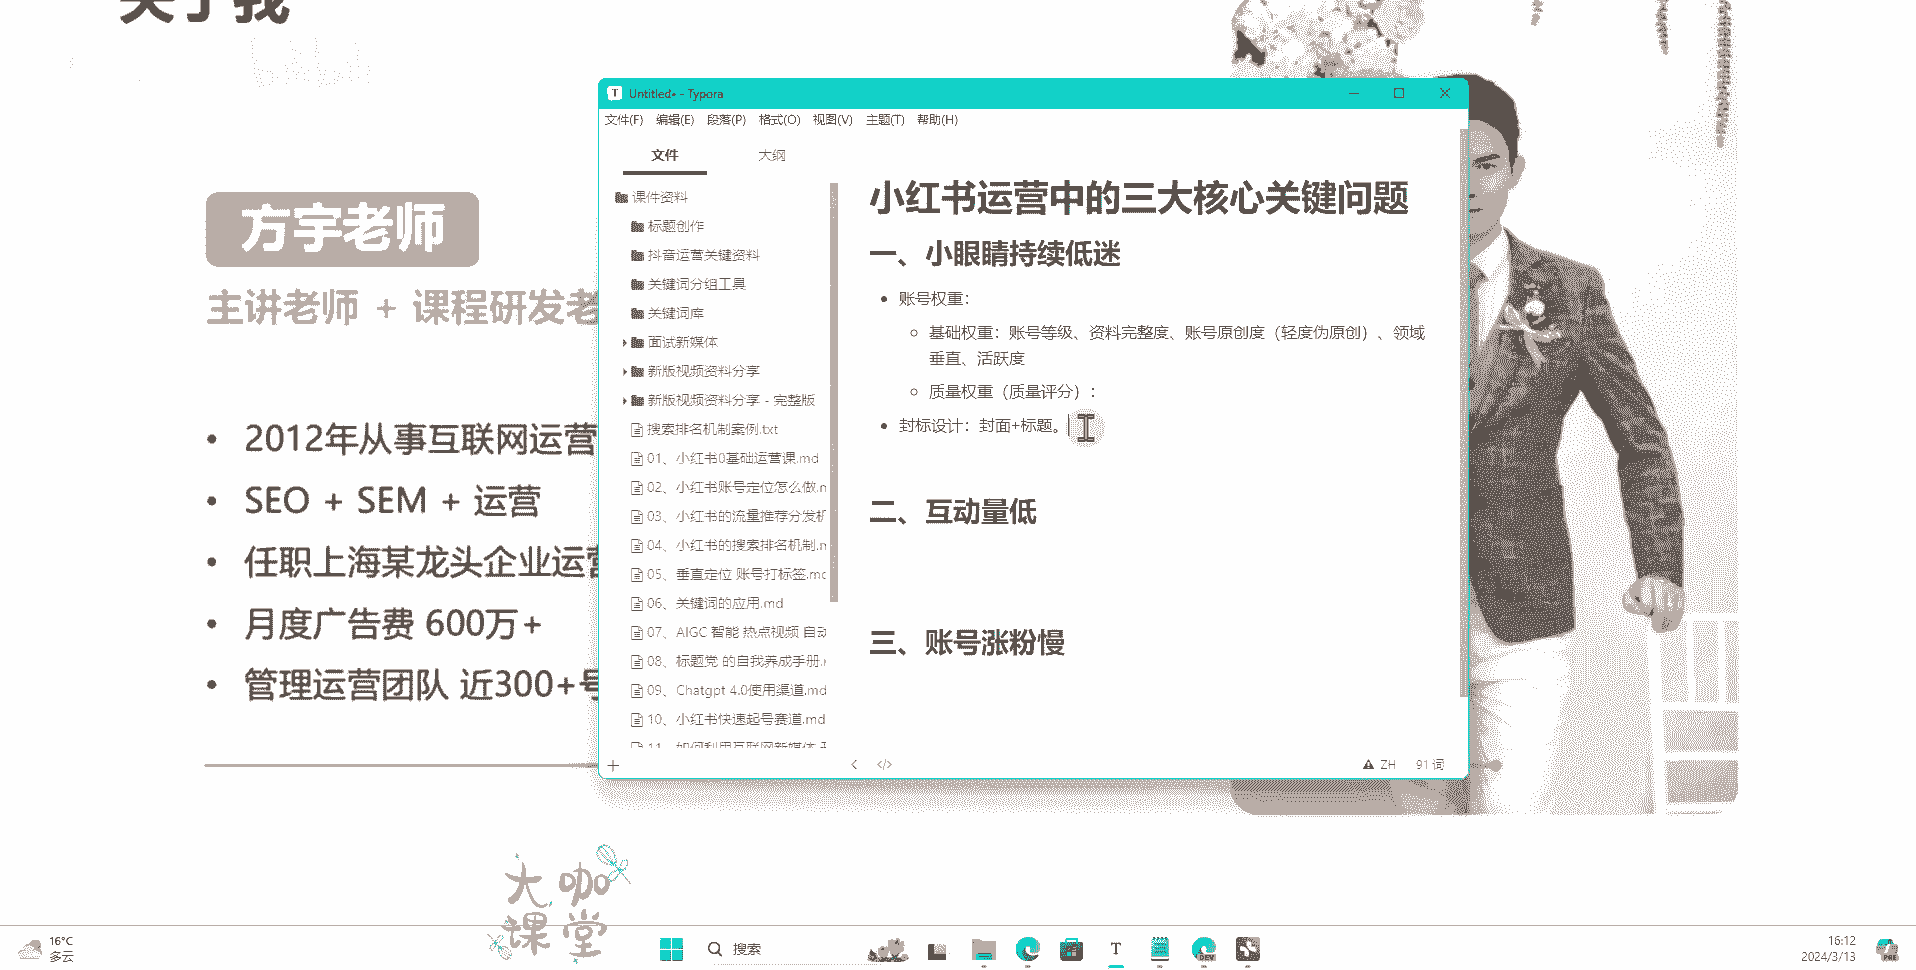 关于我
方宇老师
主讲老师 + 课程研发老
2012年从事互联网运营
SEO + SEM + 运营
任职上海某龙头企业运营
月度广告费 600万+
管理运营团队 近300+号
Untitled• - Typora
文件(F) 编辑(E) 段落(P) 格式(O) 视图(V) 主题(T) 帮助(H)
文件 大纲
课件资料
标题创作
抖音运营关键资料
关键词分组工具
关键词库
面试新媒体
新版视频资料分享
新版视频资料分享 - 完整版
搜索排名机制案例.txt
01、小红书0基础运营课.md
02、小红书账号定位怎么做.m
03、小红书的流量推荐分发机
04、小红书的搜索排名机制.m
05、垂直定位 账号打标签.md
06、关键词的应用.md
07、AIGC 智能 热点视频 自动
08、标题党 的自我养成手册.
09、Chatgpt 4.0使用渠道.md
10、小红书快速起号赛道.md
11、如何利用互联网新媒体
小红书运营中的三大核心关键问题
一、小眼睛持续低迷
账号权重：
基础权重：账号等级、资料完整度、账号原创度（轻度伪原创）、领域
垂直、活跃度
质量权重（质量评分）：
封标设计：封面+标题。
二、互动量低
三、账号涨粉慢
ZH 91 词
大咖
课堂
16°C
多云
搜索
T
DEV
16:12
2024/3/13
PRE